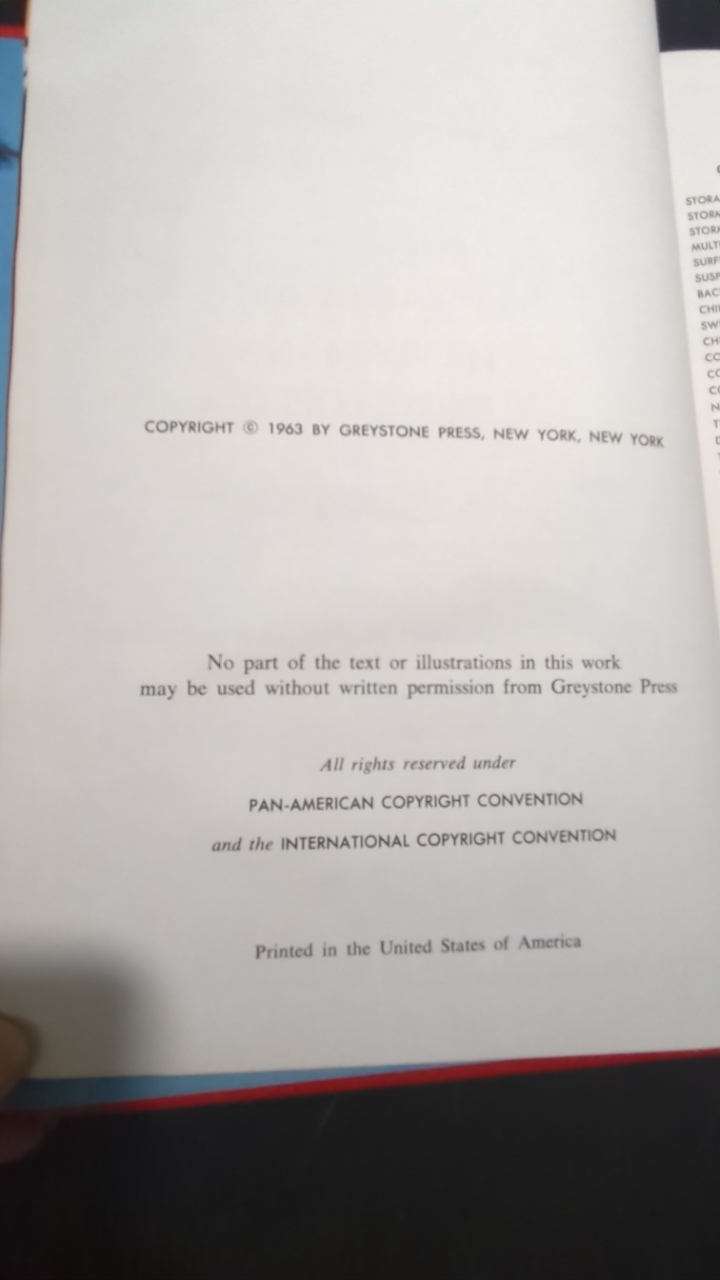 COPYRIGHT © 1963 BY GREYSTONE PRESS, NEW YORK, NEW YORK
No part of the text or illustrations in this work
may be used without written permission from Greystone Press
All rights reserved under
PAN-AMERICAN COPYRIGHT CONVENTION
and the INTERNATIONAL COPYRIGHT CONVENTION
Printed in the United States of America